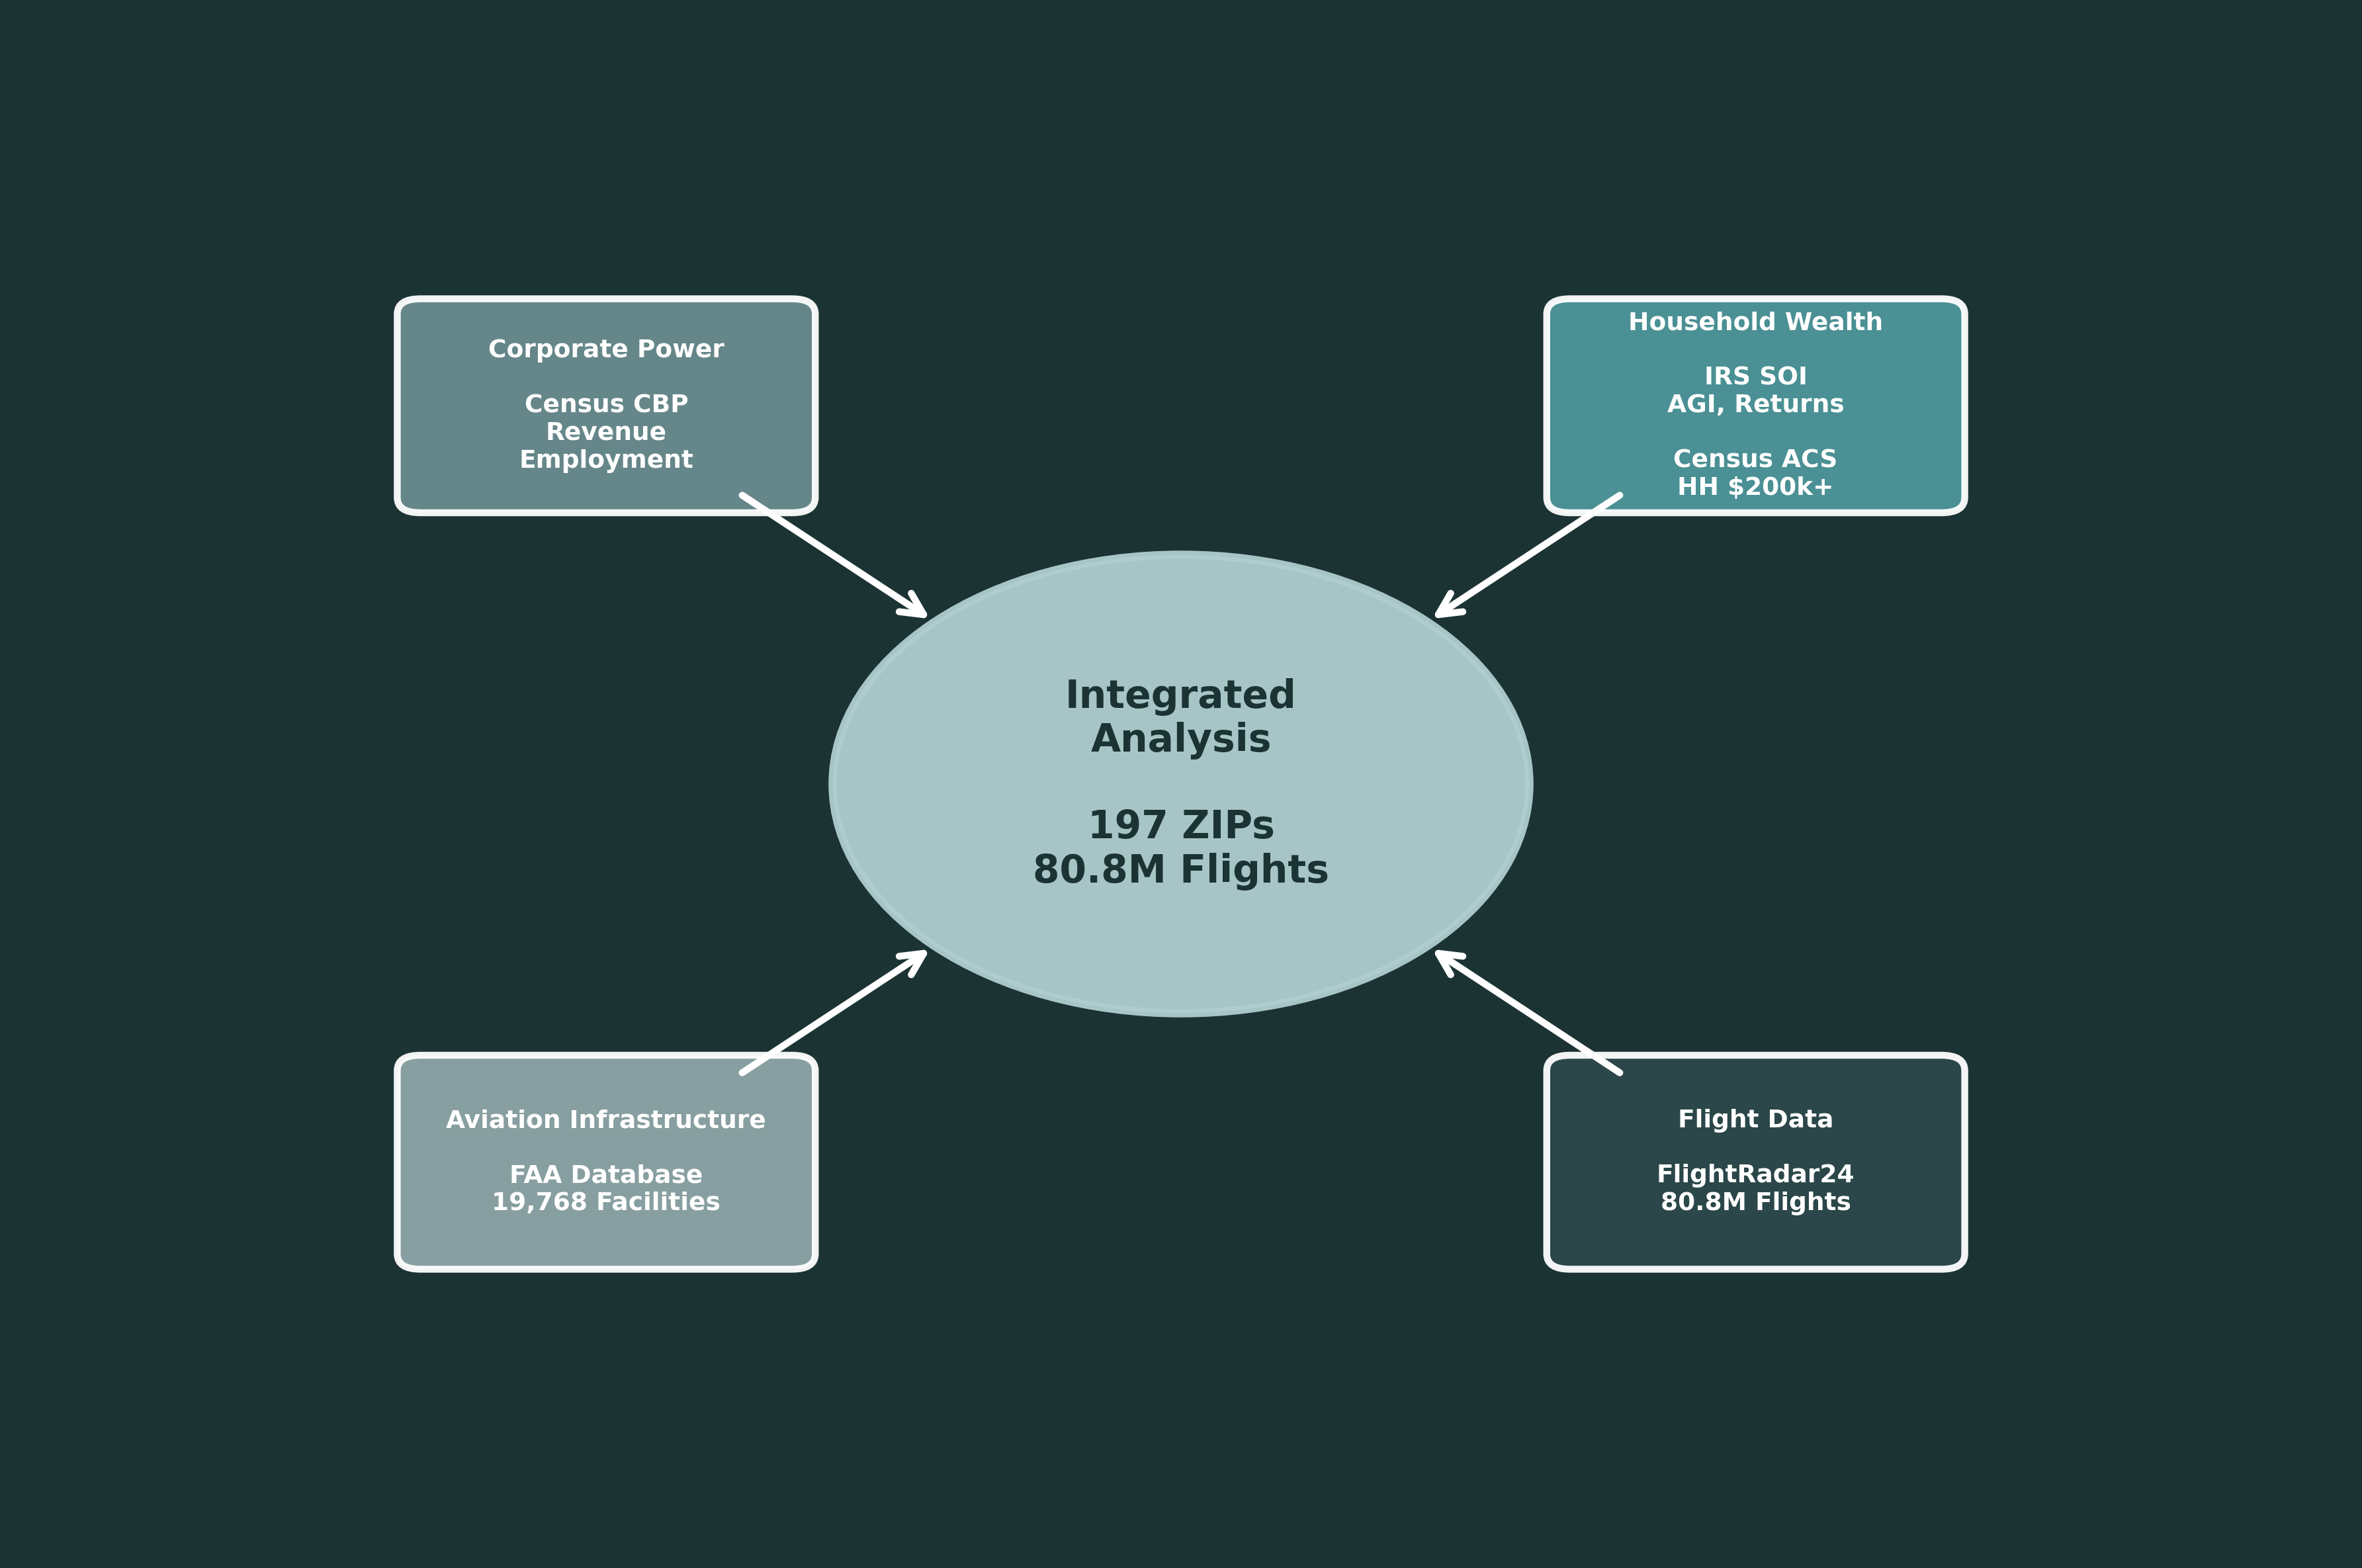 Corporate Power
Census CBP
Revenue
Employment
Household Wealth
IRS SOI
AGI, Returns
Census ACS
HH $200k+
Integrated
Analysis
197 ZIPs
80.8M Flights
Aviation Infrastructure
FAA Database
19,768 Facilities
Flight Data
FlightRadar24
80.8M Flights